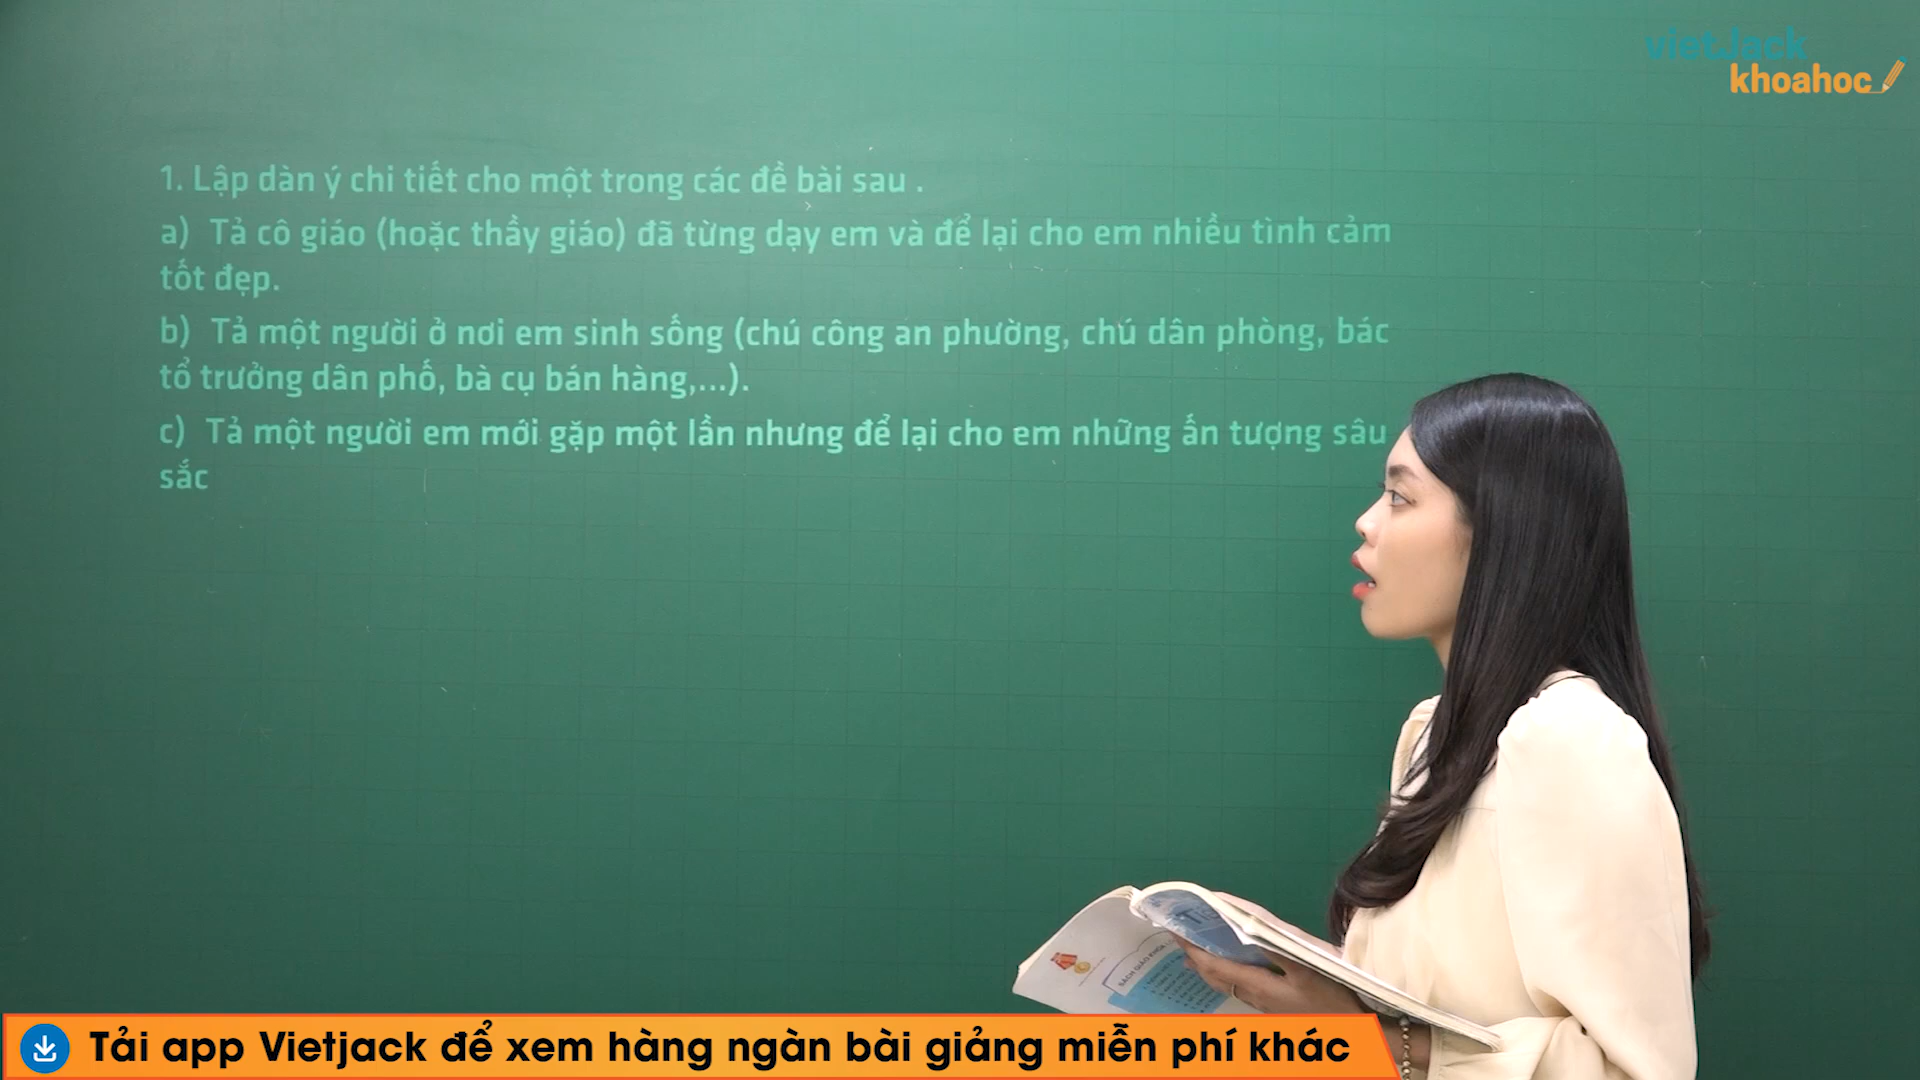 vietJack
khoahoc
1. Lập dàn ý chi tiết cho một trong các đề bài sau .
a) Tả cô giáo (hoặc thầy giáo) đã từng dạy em và để lại cho em nhiều tình cảm
tốt đẹp.
b) Tả một người ở nơi em sinh sống (chú công an phường, chú dân phòng, bác
tổ trưởng dân phố, bà cụ bán hàng,...).
c) Tả một người em mới gặp một lần nhưng để lại cho em những ấn tượng sâu
sắc
SÁCH GIÁO KHOA
Tải app Vietjack để xem hàng ngàn bài giảng miễn phí khác